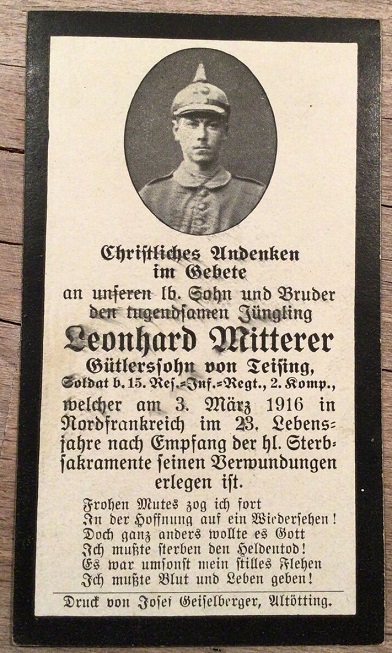 Christliches Andenken
im Gebete
an unseren lb. Sohn und Bruder
den tugendsamen Jüngling
Leonhard Mitterer
Gütlerssohn von Teising,
Soldat b. 15. Res.-Inf.-Regt., 2. Komp.,
welcher am 3. März 1916 in
Nordfrankreich im 23. Lebens-
jahre nach Empfang der hl. Sterb-
sakramente seinen Verwundungen
erlegen ist.
Frohen Mutes zog ich fort
In der Hoffnung auf ein Wiedersehen!
Doch ganz anders wollte es Gott
Ich mußte sterben den Heldentod!
Es war umsonst mein stilles Flehen
Ich mußte Blut und Leben geben!
Druck von Josef Geiselberger, Altötting.